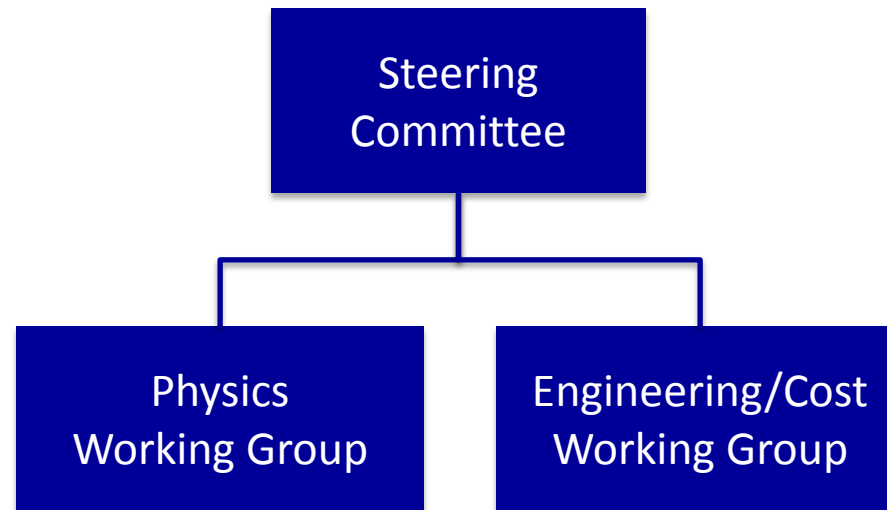 Steering
Committee
Physics
Working Group
Engineering/Cost
Working Group